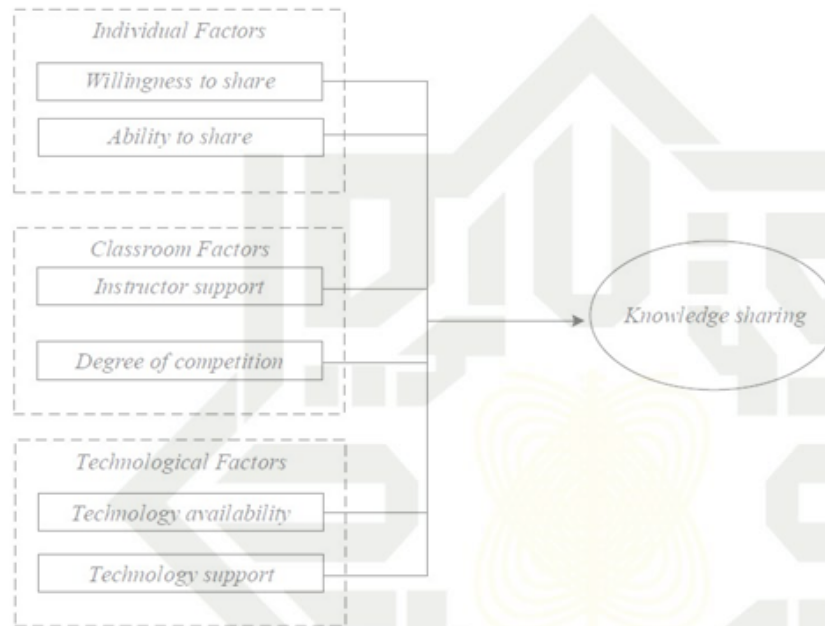 Individual Factors
Willingness to share
Ability to share
Classroom Factors
Instructor support
Degree of competition
Technological Factors
Technology availability
Technology support
Knowledge sharing